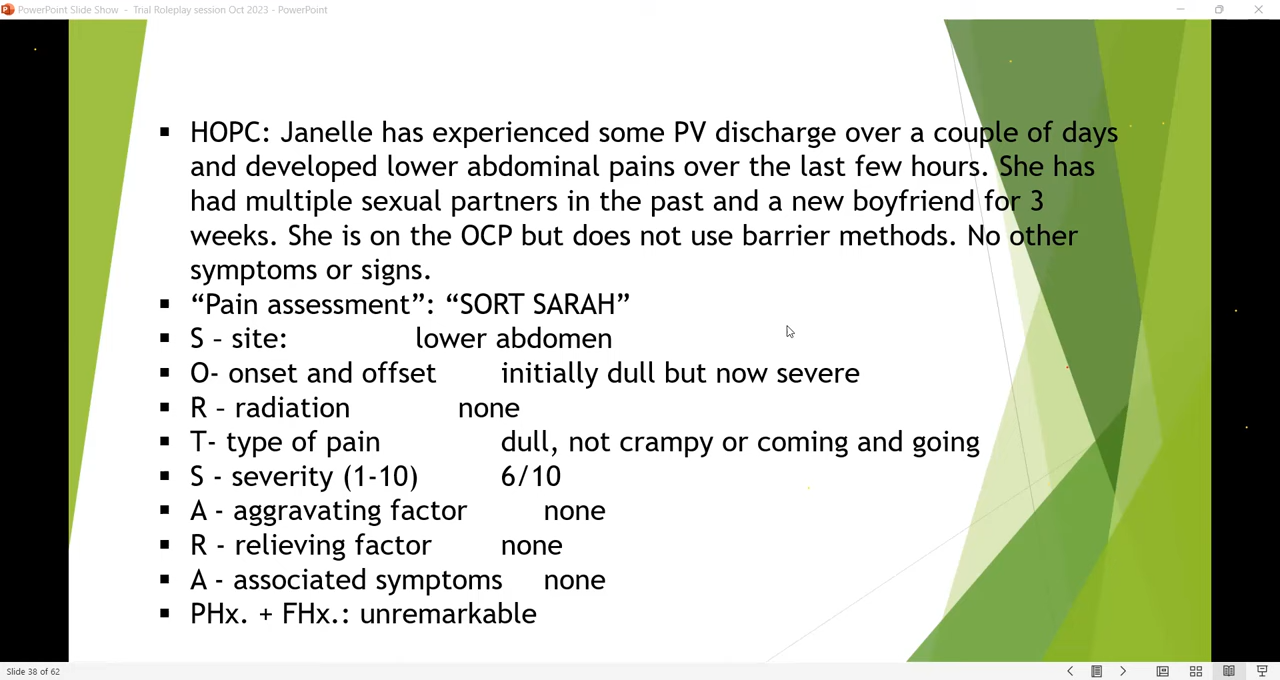 PowerPoint Slide Show - Trial Roleplay session Oct 2023 - PowerPoint
▪ HOPC: Janelle has experienced some PV discharge over a couple of days
and developed lower abdominal pains over the last few hours. She has
had multiple sexual partners in the past and a new boyfriend for 3
weeks. She is on the OCP but does not use barrier methods. No other
symptoms or signs.
▪ “Pain assessment”: “SORT SARAH”
▪ S – site: lower abdomen
▪ O- onset and offset initially dull but now severe
▪ R – radiation none
▪ T- type of pain dull, not crampy or coming and going
▪ S - severity (1-10) 6/10
▪ A - aggravating factor none
▪ R - relieving factor none
▪ A - associated symptoms none
▪ PHx. + FHx.: unremarkable
Slide 38 of 62